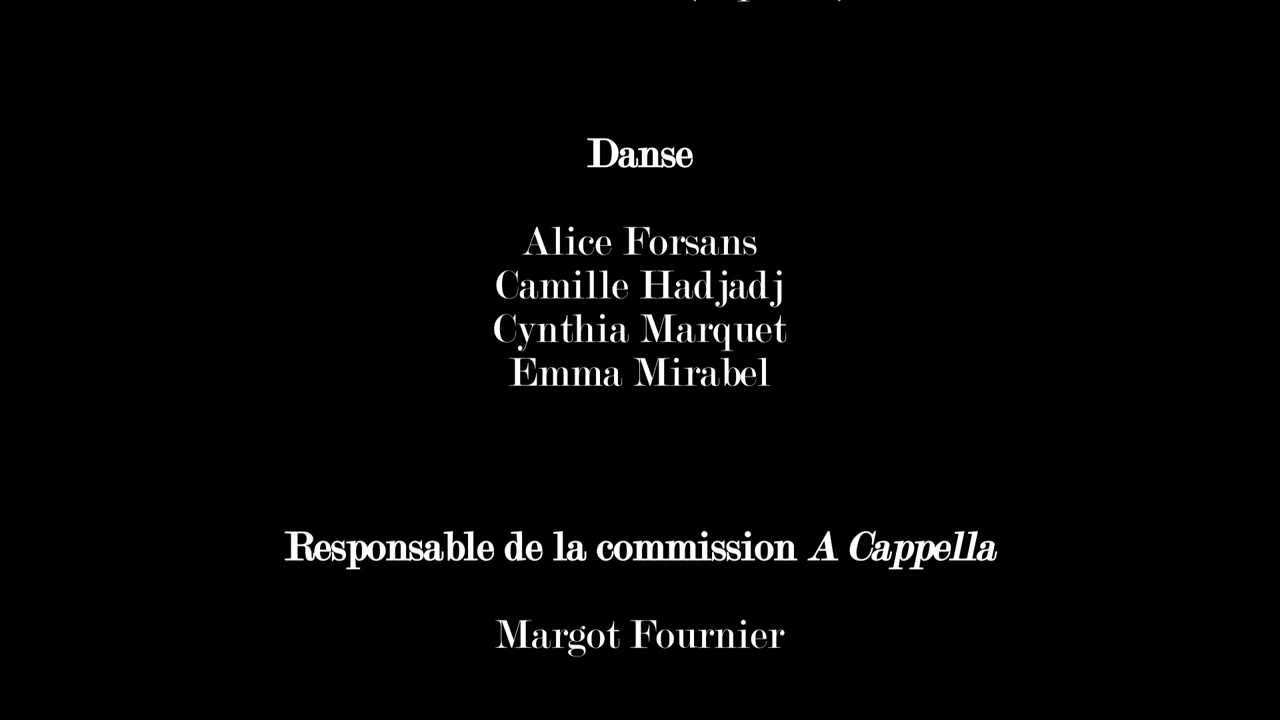 Danse
Alice Forsans
Camille Hadjadj
Cynthia Marquet
Emma Mirabel
Responsable de la commission A Cappella
Margot Fournier